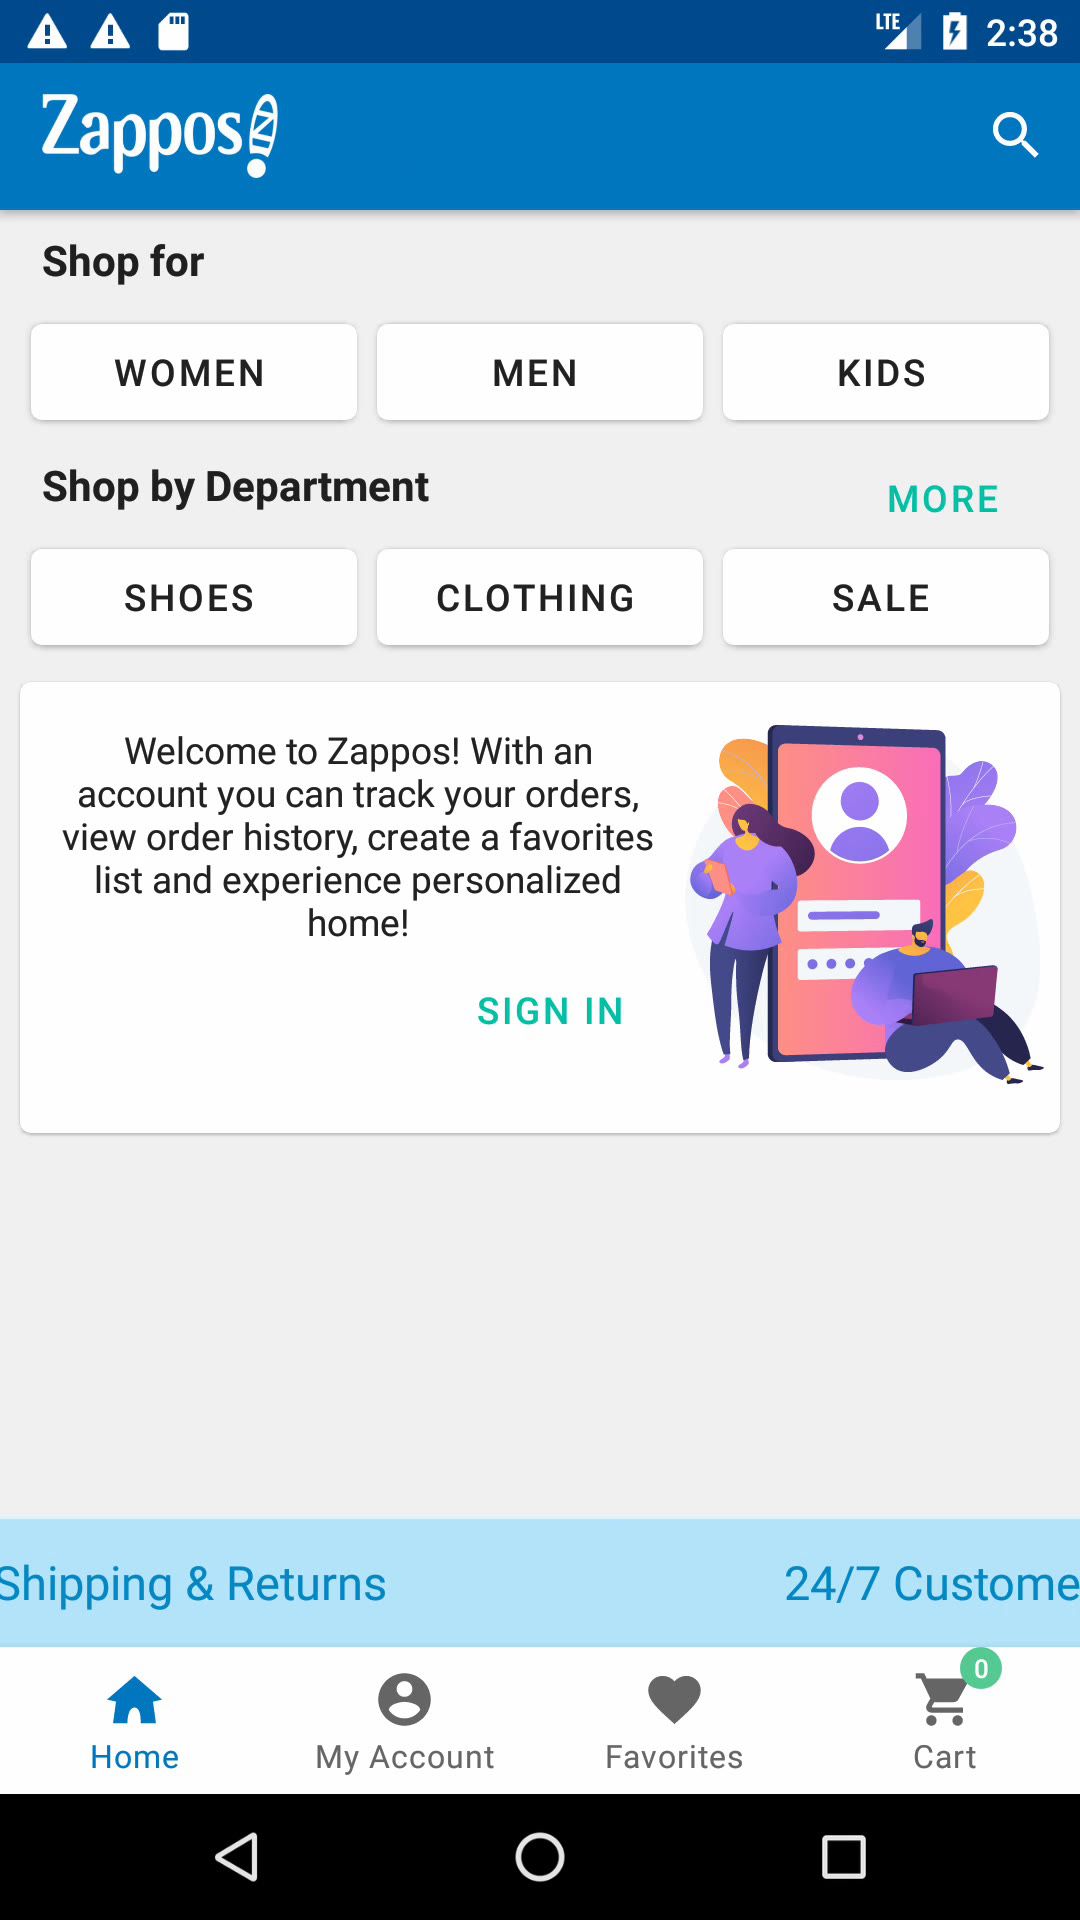 LTE 2:38
Zappos
Shop for
WOMEN MEN KIDS
Shop by Department MORE
SHOES CLOTHING SALE
Welcome to Zappos! With an
account you can track your orders,
view order history, create a favorites
list and experience personalized
home!
SIGN IN
Shipping & Returns 24/7 Custome
0
Home My Account Favorites Cart